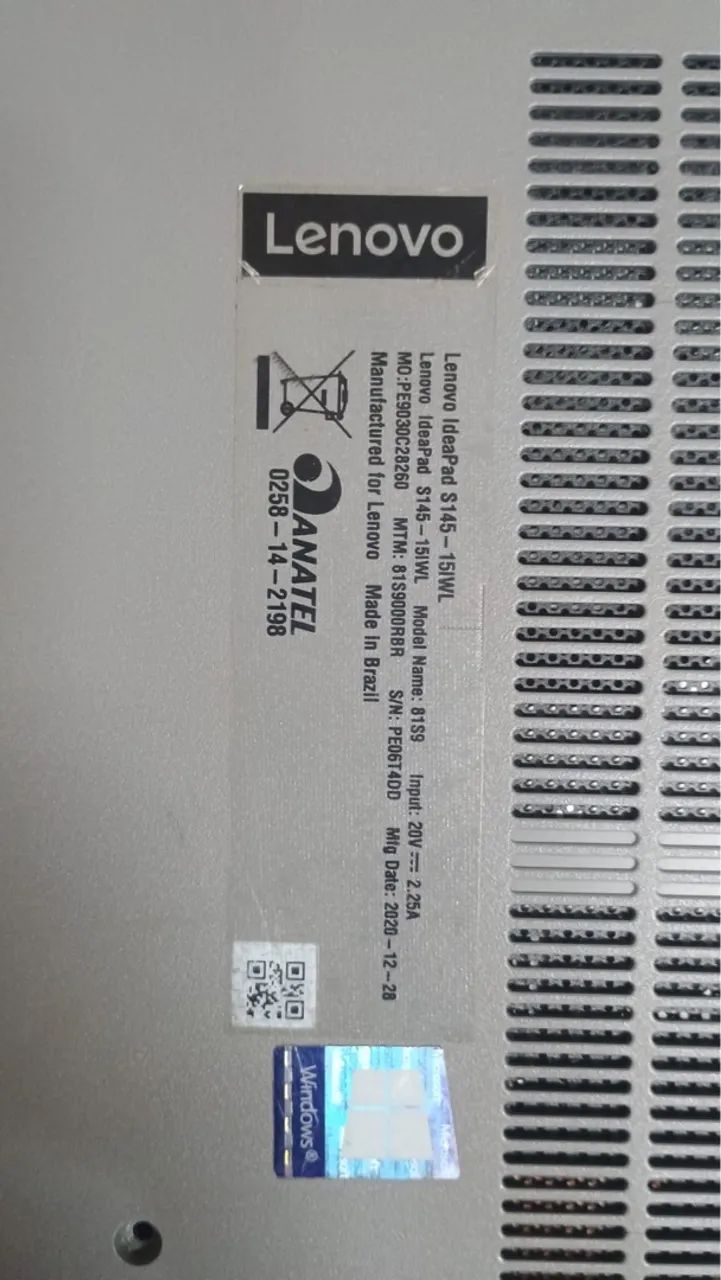 Lenovo
Lenovo IdeaPad S145-15IWL
Lenovo IdeaPad S145-15IWL Model Name: 81S9 Input: 20V⎓ 2.25A
MO:PE9030C28260 MTM: 81S9000RBR S/N: PE06T4DD Mfg Date: 2020-12-28
Manufactured for Lenovo Made in Brazil
ANATEL
0258-14-2198
Windows®